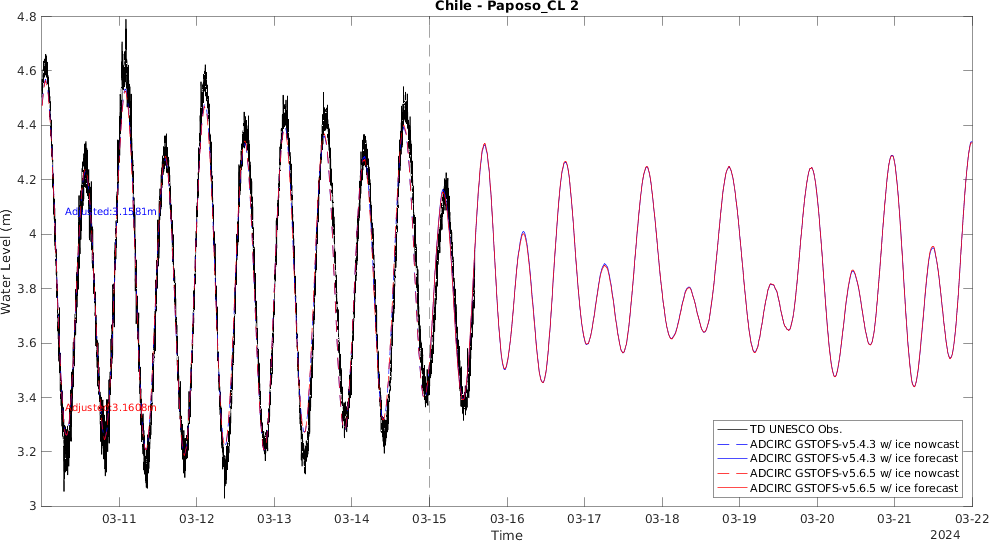 Chile - Paposo_CL 2
4.8
4.6
4.4
4.2
4
3.8
3.6
3.4
3.2
3
Water Level (m)
Adjusted:3.1581m
Adjusted:3.1608m
TD UNESCO Obs.
ADCIRC GSTOFS-v5.4.3 w/ ice nowcast
ADCIRC GSTOFS-v5.4.3 w/ ice forecast
ADCIRC GSTOFS-v5.6.5 w/ ice nowcast
ADCIRC GSTOFS-v5.6.5 w/ ice forecast
03-11 03-12 03-13 03-14 03-15 03-16 03-17 03-18 03-19 03-20 03-21 03-22
Time
2024